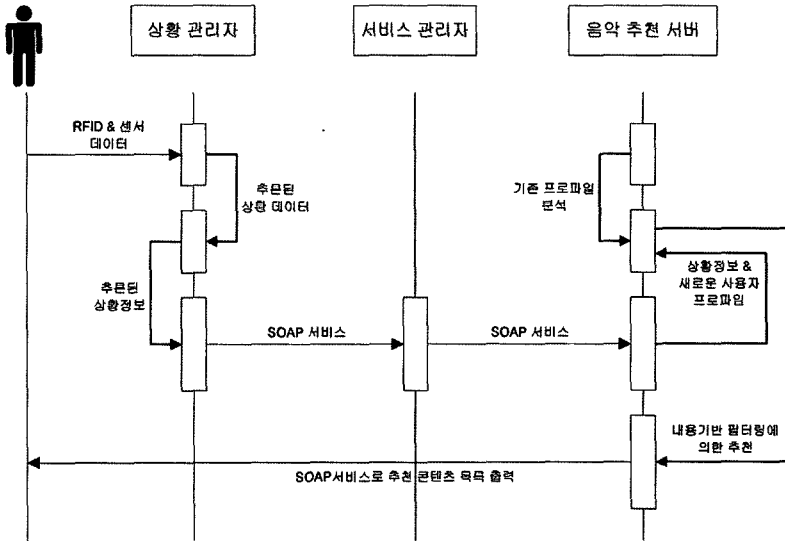 상황 관리자
서비스 관리자
음악 추천 서버
RFID & 센서
데이터
추론된
상황 데이터
기존 프로파일
분석
추론된
상황정보
상황정보 &
새로운 사용자
프로파일
SOAP 서비스
SOAP 서비스
내용기반 필터링에
의한 추천
SOAP서비스로 추천 콘텐츠 목록 출력